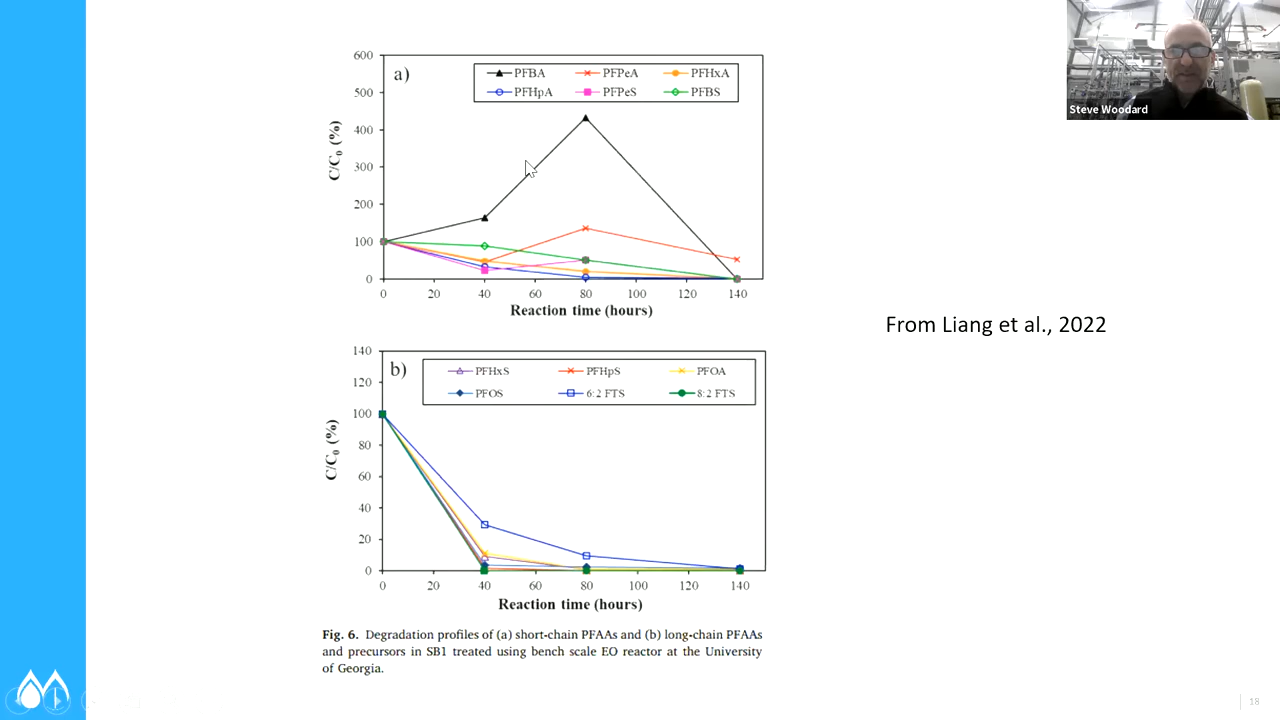 Steve Woodard
600
a)
PFBA
PFPeA
PFHxA
PFHpA
PFPeS
PFBS
500
400
300
200
100
0
C/C0 (%)
0 20 40 60 80 100 120 140
Reaction time (hours)
From Liang et al., 2022
140
b)
PFHxS
PFHpS
PFOA
PFOS
6:2 FTS
8:2 FTS
120
100
80
60
40
20
0
C/C0 (%)
0 20 40 60 80 100 120 140
Reaction time (hours)
Fig. 6. Degradation profiles of (a) short-chain PFAAs and (b) long-chain PFAAs
and precursors in SB1 treated using bench scale EO reactor at the University
of Georgia.
18